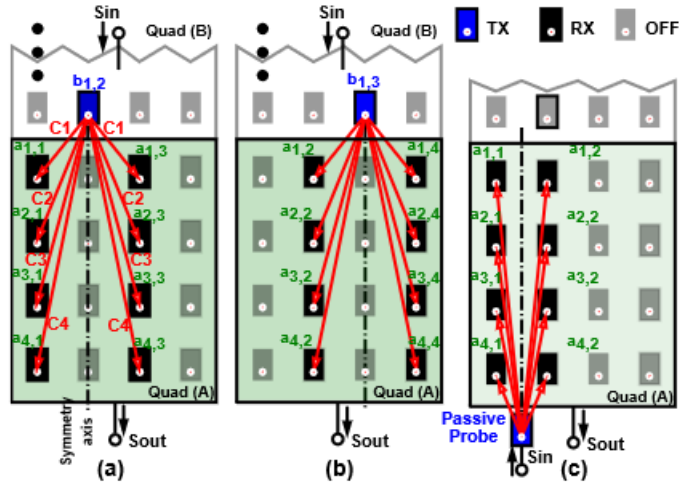 Sin Quad (B)
b1,2
C1 C1
a1,1 a1,3
C2 C2
a2,1 a2,3
C3 C3
a3,1 a3,3
C4 C4
a4,1 a4,3
Quad (A)
Symmetry
axis
Sout
(a)
Sin Quad (B)
b1,3
a1,2 a1,4
a2,2 a2,4
a3,2 a3,4
a4,2 a4,4
Quad (A)
Sout
(b)
TX RX OFF
a1,1 a1,2
a2,1 a2,2
a3,1 a3,2
a4,1 a4,2
Quad (A)
Passive
Probe
Sin
Sout
(c)